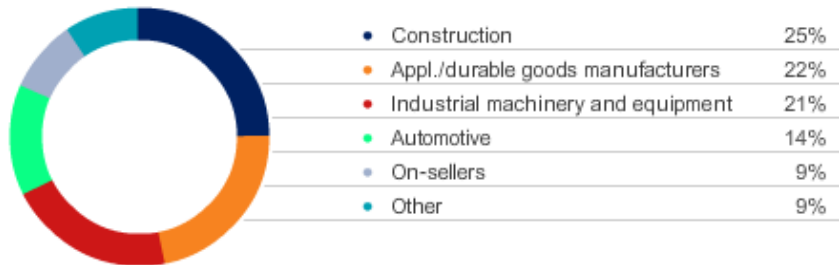 Construction 25%
Appl./durable goods manufacturers 22%
Industrial machinery and equipment 21%
Automotive 14%
On-sellers 9%
Other 9%